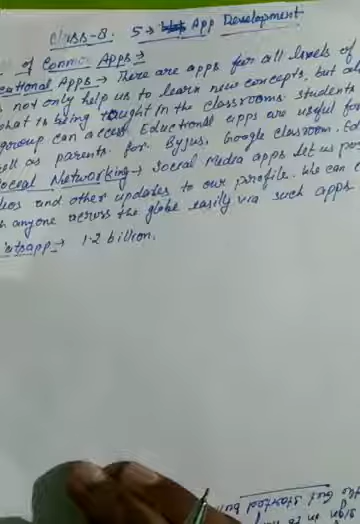 Class-8. 5→ App Development
of Common Apps:→
cational Apps → There are apps for all levels of
not only help us to learn new concepts, but al
what is being tought in the classrooms. Students
group can access. Eductional apps are useful for
ell as parents. for. Byjus, Google classroom. Ed
ocial Networking → Social Media apps let us pos
deos and other updates to our profile. We can c
h anyone across the globe easily via such apps
atsapp → 1.2 billion.